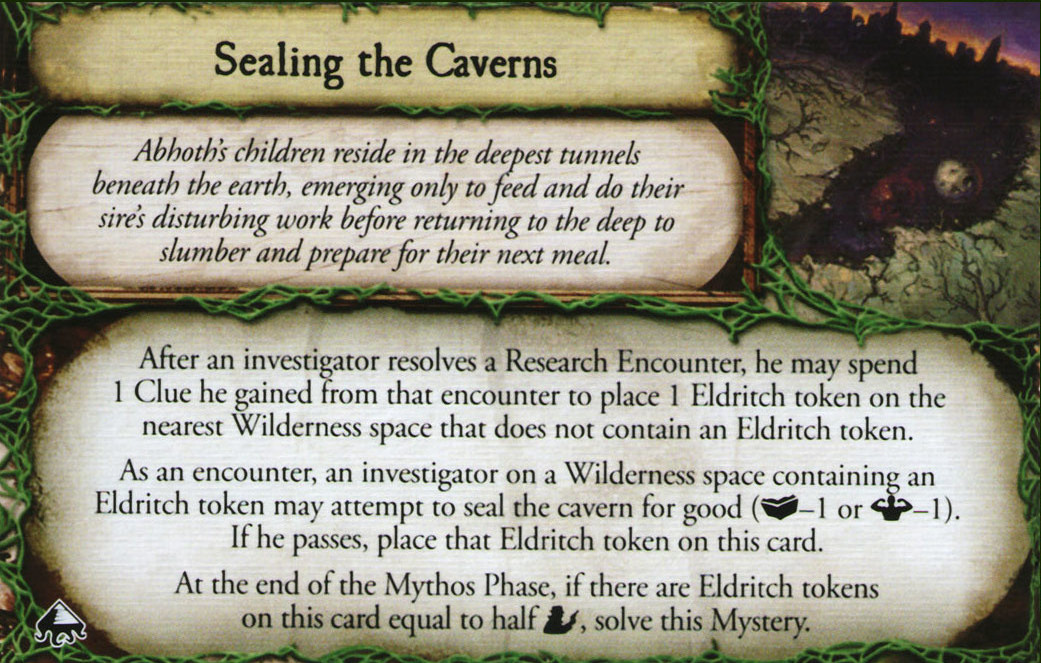 Sealing the Caverns
Abhoth's children reside in the deepest tunnels
beneath the earth, emerging only to feed and do their
sire's disturbing work before returning to the deep to
slumber and prepare for their next meal.
After an investigator resolves a Research Encounter, he may spend
1 Clue he gained from that encounter to place 1 Eldritch token on the
nearest Wilderness space that does not contain an Eldritch token.
As an encounter, an investigator on a Wilderness space containing an
Eldritch token may attempt to seal the cavern for good (–1 or –1).
If he passes, place that Eldritch token on this card.
At the end of the Mythos Phase, if there are Eldritch tokens
on this card equal to half , solve this Mystery.